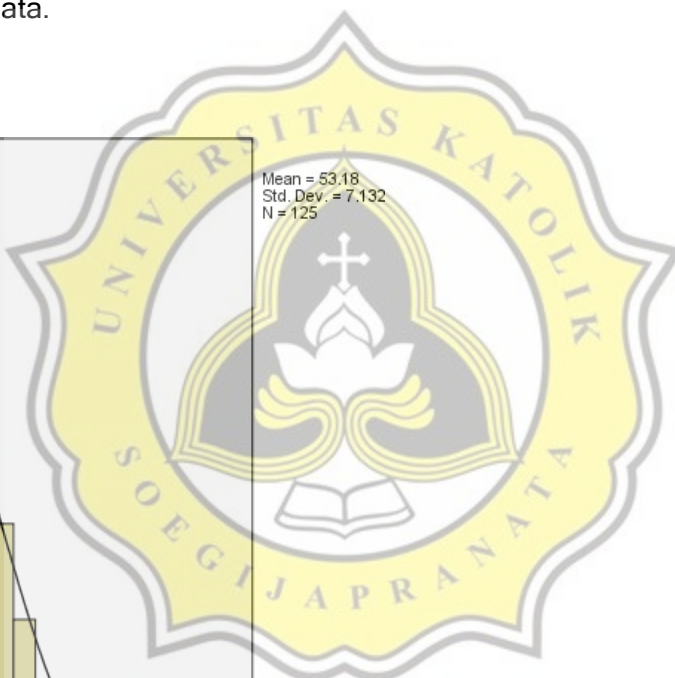 ata.
Mean = 53.18
Std. Dev. = 7.132
N = 125
UNIVERSITAS KATOLIK
SOEGIJAPRANATA